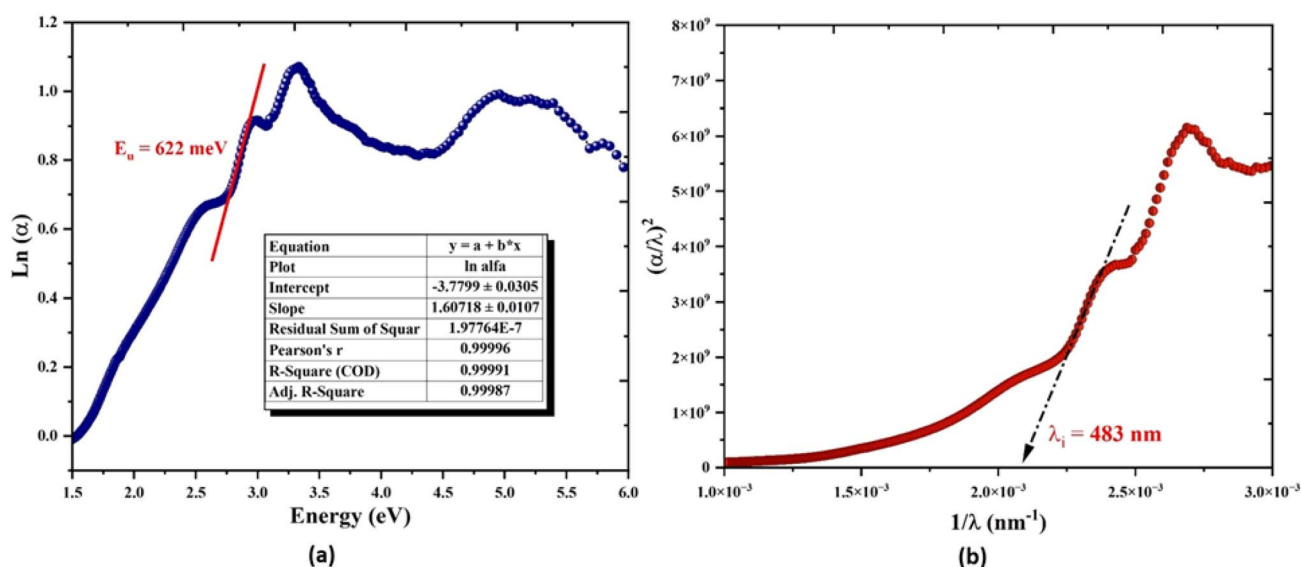 1.2
1.0
0.8
0.6
0.4
0.2
0.0
Ln (α)
E_u = 622 meV
Equation y = a + b*x
Plot ln alfa
Intercept -3.7799 ± 0.0305
Slope 1.60718 ± 0.0107
Residual Sum of Squar 1.97764E-7
Pearson's r 0.99996
R-Square (COD) 0.99991
Adj. R-Square 0.99987
1.5 2.0 2.5 3.0 3.5 4.0 4.5 5.0 5.5 6.0
Energy (eV)
(a)
8×10⁹
7×10⁹
6×10⁹
5×10⁹
4×10⁹
3×10⁹
2×10⁹
1×10⁹
0
(α/λ)²
λᵢ = 483 nm
1.0×10⁻³ 1.5×10⁻³ 2.0×10⁻³ 2.5×10⁻³ 3.0×10⁻³
1/λ (nm⁻¹)
(b)